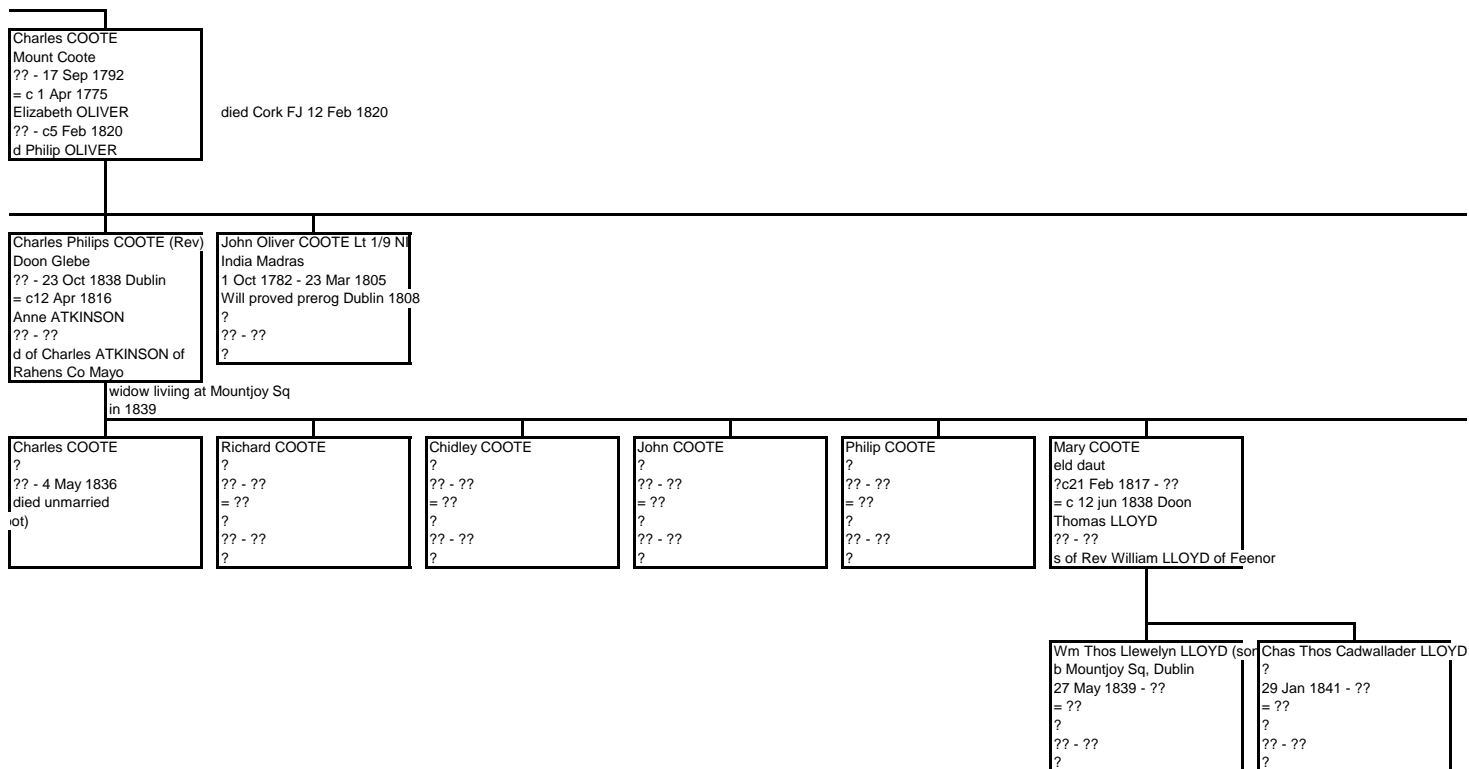 Charles COOTE
Mount Coote
?? - 17 Sep 1792
= c 1 Apr 1775
Elizabeth OLIVER
died Cork FJ 12 Feb 1820
?? - c5 Feb 1820
d Philip OLIVER
Charles Philips COOTE (Rev)
Doon Glebe
?? - 23 Oct 1838 Dublin
= c12 Apr 1816
Anne ATKINSON
?? - ??
d of Charles ATKINSON of
Rahens Co Mayo
John Oliver COOTE Lt 1/9 NI
India Madras
1 Oct 1782 - 23 Mar 1805
Will proved prerog Dublin 1808
?
?? - ??
?
widow liviing at Mountjoy Sq
in 1839
Charles COOTE
?
?? - 4 May 1836
died unmarried
ot)
Richard COOTE
?
?? - ??
= ??
?
?? - ??
?
Chidley COOTE
?
?? - ??
= ??
?
?? - ??
?
John COOTE
?
?? - ??
= ??
?
?? - ??
?
Philip COOTE
?
?? - ??
= ??
?
?? - ??
?
Mary COOTE
eld daut
?c21 Feb 1817 - ??
= c 12 jun 1838 Doon
Thomas LLOYD
?? - ??
s of Rev William LLOYD of Feenor
Wm Thos Llewelyn LLOYD (son
b Mountjoy Sq, Dublin
27 May 1839 - ??
= ??
?
?? - ??
?
Chas Thos Cadwallader LLOYD
?
29 Jan 1841 - ??
= ??
?
?? - ??
?